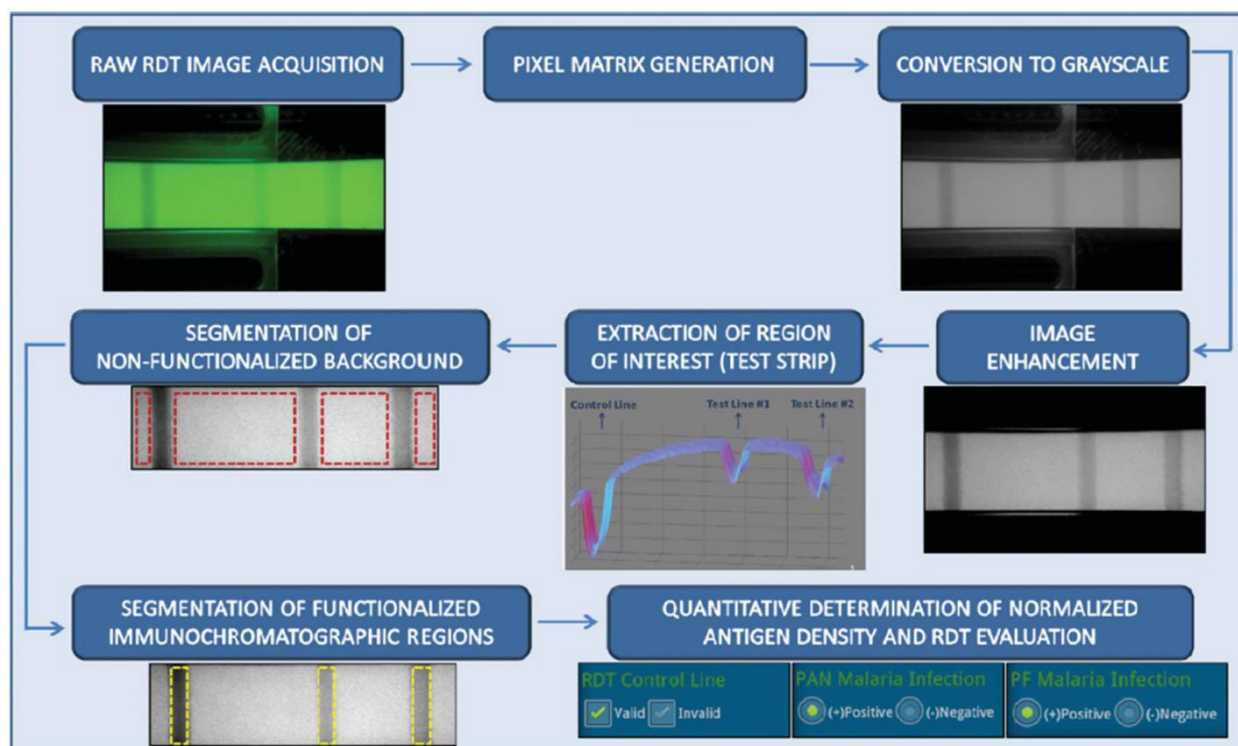 RAW RDT IMAGE ACQUISITION
PIXEL MATRIX GENERATION
CONVERSION TO GRAYSCALE
IMAGE
ENHANCEMENT
EXTRACTION OF REGION
OF INTEREST (TEST STRIP)
Control Line
Test Line #1
Test Line #2
SEGMENTATION OF
NON-FUNCTIONALIZED BACKGROUND
SEGMENTATION OF FUNCTIONALIZED
IMMUNOCHROMATOGRAPHIC REGIONS
QUANTITATIVE DETERMINATION OF NORMALIZED
ANTIGEN DENSITY AND RDT EVALUATION
RDT Control Line
Valid Invalid
PAN Malaria Infection
(+)Positive (-)Negative
PF Malaria Infection
(+)Positive (-)Negative